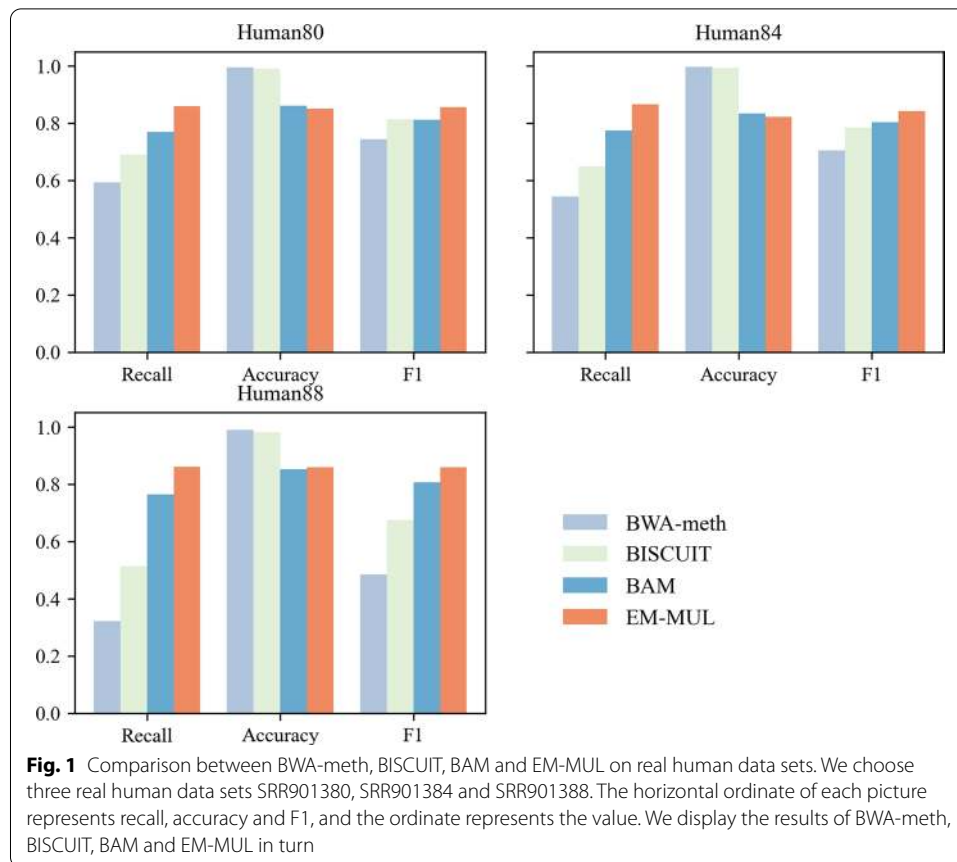 Human80
Human84
1.0
0.8
0.6
0.4
0.2
0.0
Recall
Accuracy
F1
Recall
Accuracy
F1
Human88
1.0
0.8
0.6
0.4
0.2
0.0
Recall
Accuracy
F1
BWA-meth
BISCUIT
BAM
EM-MUL
Fig. 1 Comparison between BWA-meth, BISCUIT, BAM and EM-MUL on real human data sets. We choose
three real human data sets SRR901380, SRR901384 and SRR901388. The horizontal ordinate of each picture
represents recall, accuracy and F1, and the ordinate represents the value. We display the results of BWA-meth,
BISCUIT, BAM and EM-MUL in turn